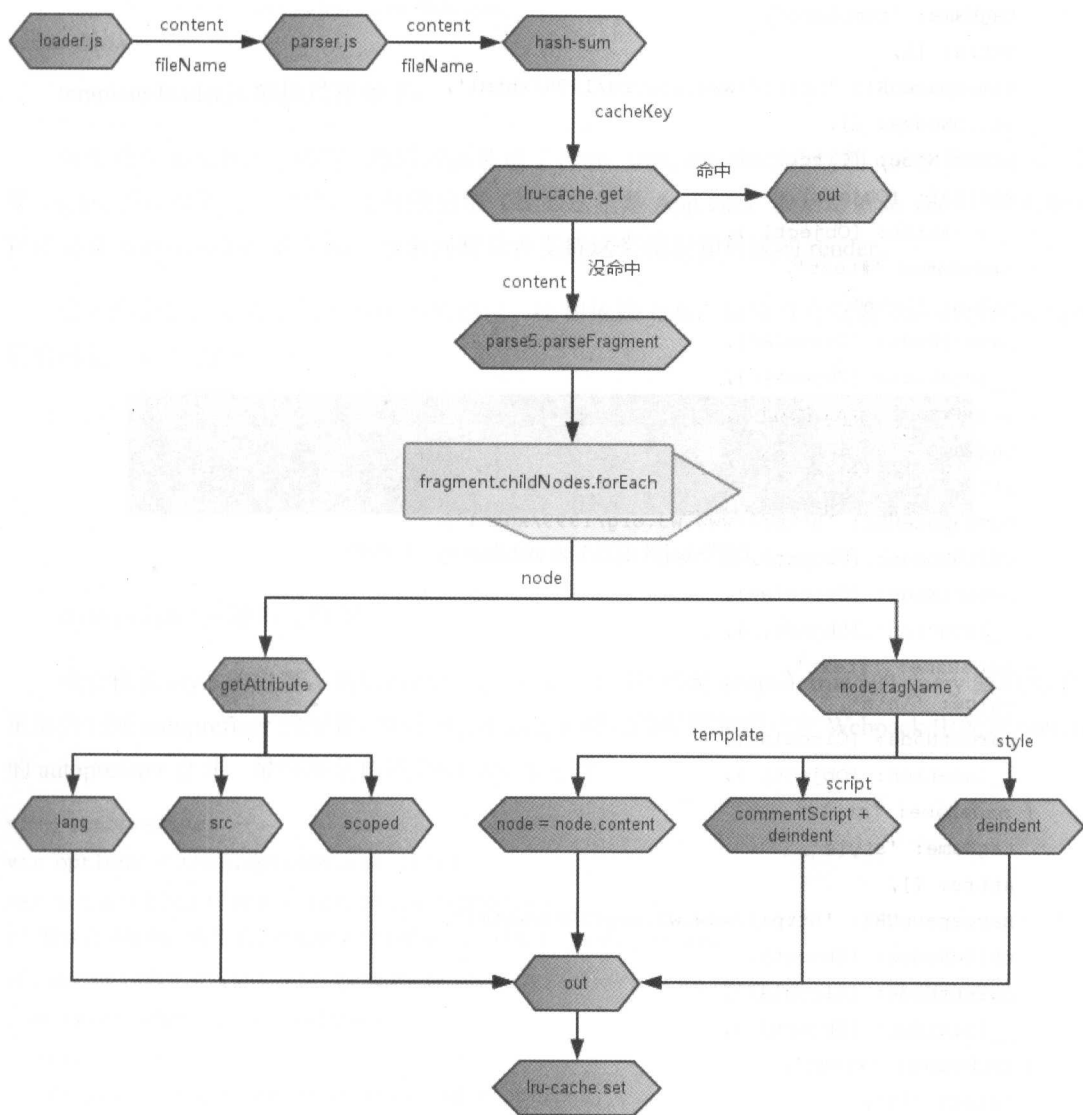 content
content
loader.js
parser.js
hash-sum
fileName
fileName
cacheKey
命中
lru-cache.get
out
没命中
content
parse5.parseFragment
fragment.childNodes.forEach
node
getAttribute
node.tagName
template
style
script
lang
src
scoped
node = node.content
commentScript +
deindent
deindent
out
lru-cache.set